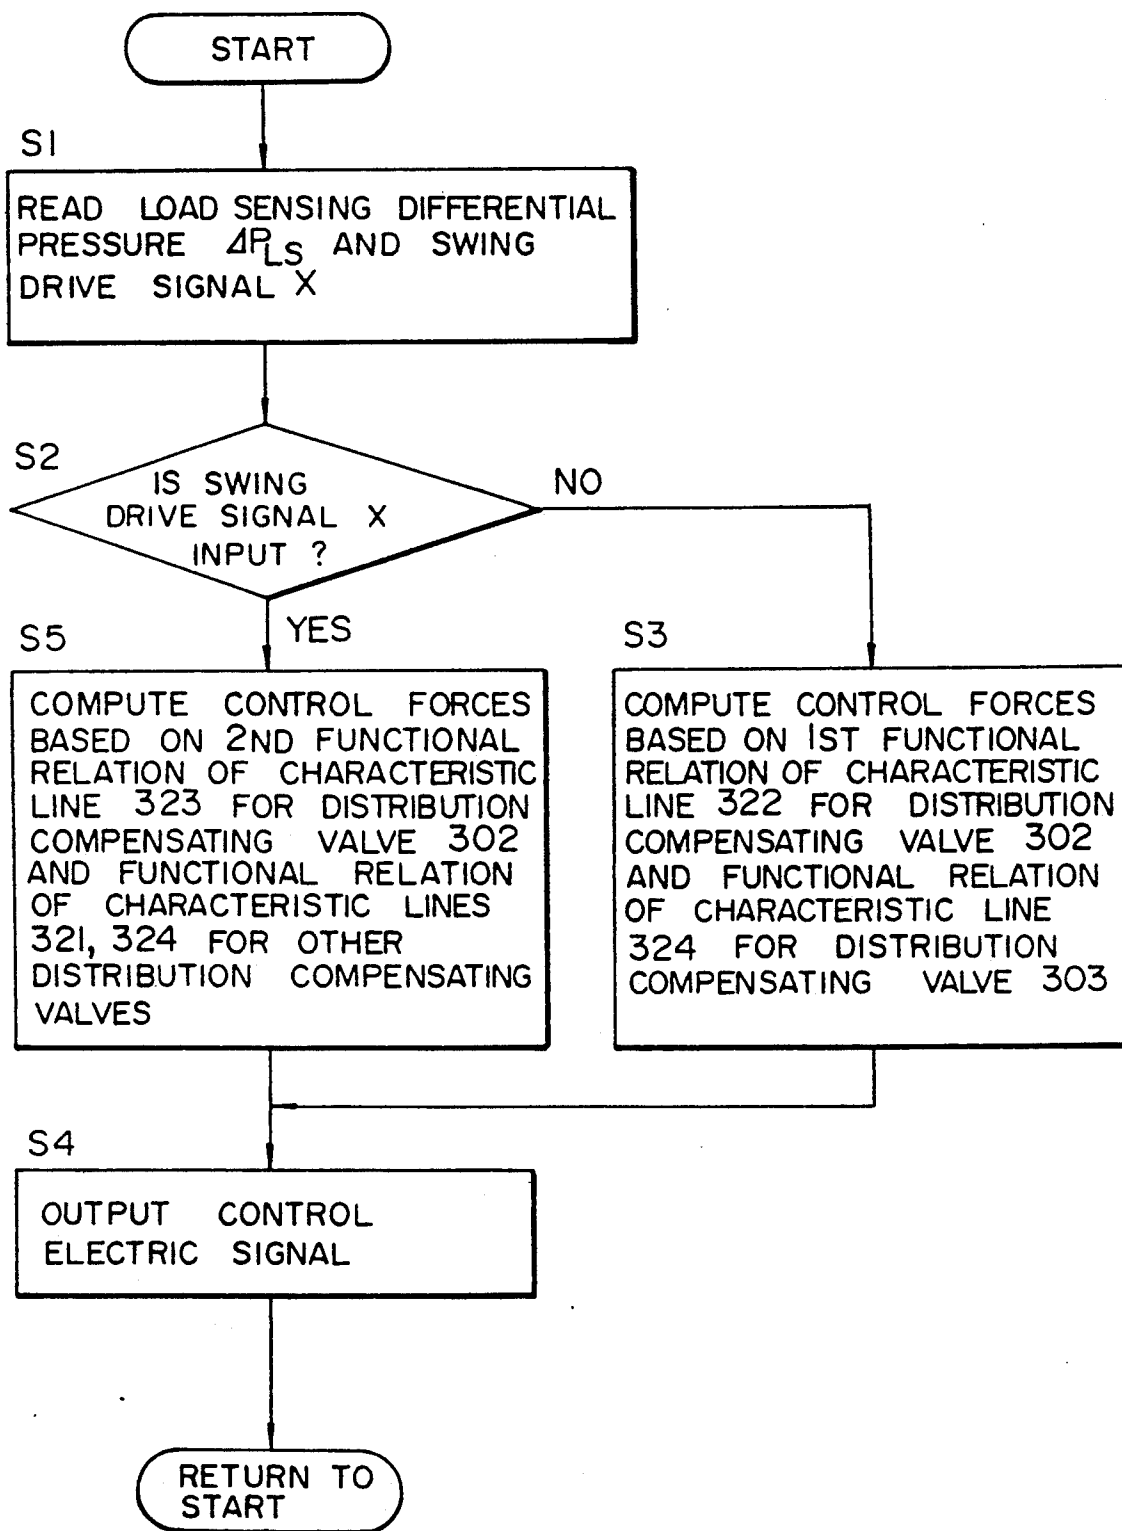 START
S1
READ LOAD SENSING DIFFERENTIAL
PRESSURE ΔPLS AND SWING
DRIVE SIGNAL X
S2
IS SWING
DRIVE SIGNAL X
INPUT ?
NO
YES
S5
COMPUTE CONTROL FORCES
BASED ON 2ND FUNCTIONAL
RELATION OF CHARACTERISTIC
LINE 323 FOR DISTRIBUTION
COMPENSATING VALVE 302
AND FUNCTIONAL RELATION
OF CHARACTERISTIC LINES
321, 324 FOR OTHER
DISTRIBUTION COMPENSATING
VALVES
S3
COMPUTE CONTROL FORCES
BASED ON 1ST FUNCTIONAL
RELATION OF CHARACTERISTIC
LINE 322 FOR DISTRIBUTION
COMPENSATING VALVE 302
AND FUNCTIONAL RELATION
OF CHARACTERISTIC LINE
324 FOR DISTRIBUTION
COMPENSATING VALVE 303
S4
OUTPUT CONTROL
ELECTRIC SIGNAL
RETURN TO
START